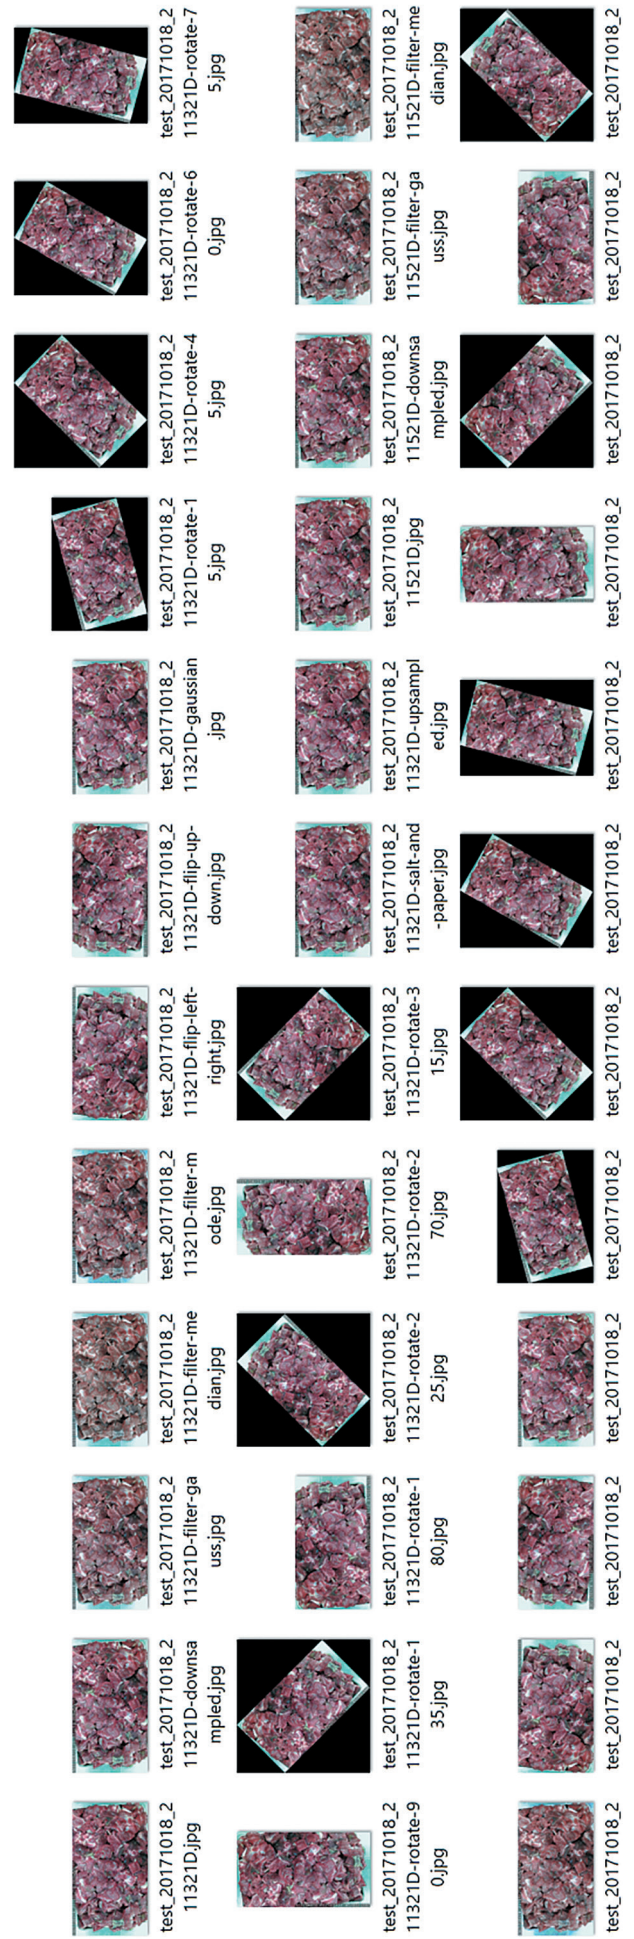 test_20171018_2
11321D.jpg
test_20171018_2
11321D-downsa
mpled.jpg
test_20171018_2
11321D-filter-ga
uss.jpg
test_20171018_2
11321D-filter-me
dian.jpg
test_20171018_2
11321D-filter-m
ode.jpg
test_20171018_2
11321D-flip-left-
right.jpg
test_20171018_2
11321D-flip-up-
down.jpg
test_20171018_2
11321D-gaussian
.jpg
test_20171018_2
11321D-rotate-1
5.jpg
test_20171018_2
11321D-rotate-4
5.jpg
test_20171018_2
11321D-rotate-6
0.jpg
test_20171018_2
11321D-rotate-7
5.jpg
test_20171018_2
11321D-rotate-9
0.jpg
test_20171018_2
11321D-rotate-1
35.jpg
test_20171018_2
11321D-rotate-1
80.jpg
test_20171018_2
11321D-rotate-2
25.jpg
test_20171018_2
11321D-rotate-2
70.jpg
test_20171018_2
11321D-rotate-3
15.jpg
test_20171018_2
11321D-salt-and
-paper.jpg
test_20171018_2
11321D-upsampl
ed.jpg
test_20171018_2
11521D.jpg
test_20171018_2
11521D-downsa
mpled.jpg
test_20171018_2
11521D-filter-ga
uss.jpg
test_20171018_2
11521D-filter-me
dian.jpg
test_20171018_2
test_20171018_2
test_20171018_2
test_20171018_2
test_20171018_2
test_20171018_2
test_20171018_2
test_20171018_2
test_20171018_2
test_20171018_2
test_20171018_2
test_20171018_2